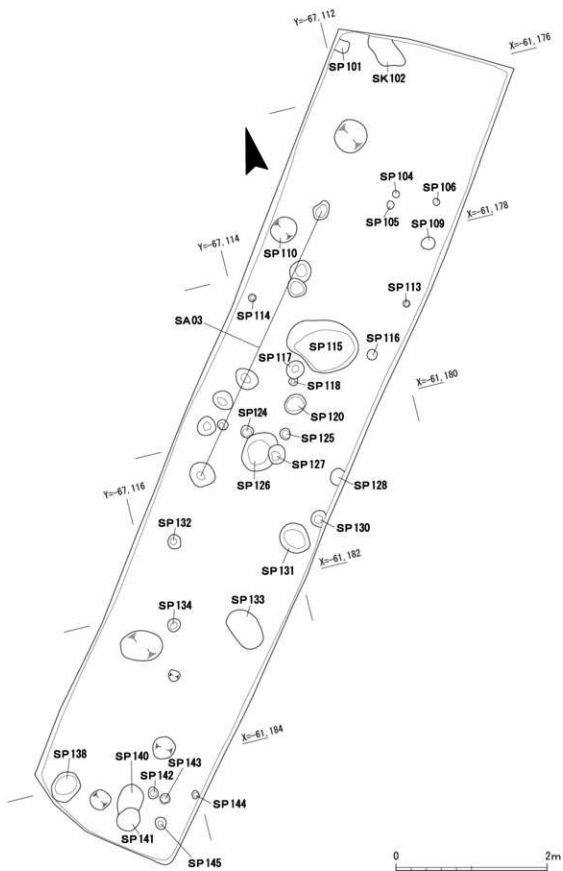 Y=-67, 112
X=-61, 176
SP101
SK102
SP104
SP106
SP105
X=-61, 178
SP109
Y=-67, 114
SP110
SP114
SP113
SA03
SP117
SP115
SP116
SP118
X=-61, 180
SP120
SP124
SP125
SP127
SP126
SP128
Y=-67, 116
SP132
SP130
SP131
X=-61, 182
SP134
SP133
X=-61, 184
SP138
SP140
SP143
SP142
SP144
SP141
SP145
0
2m